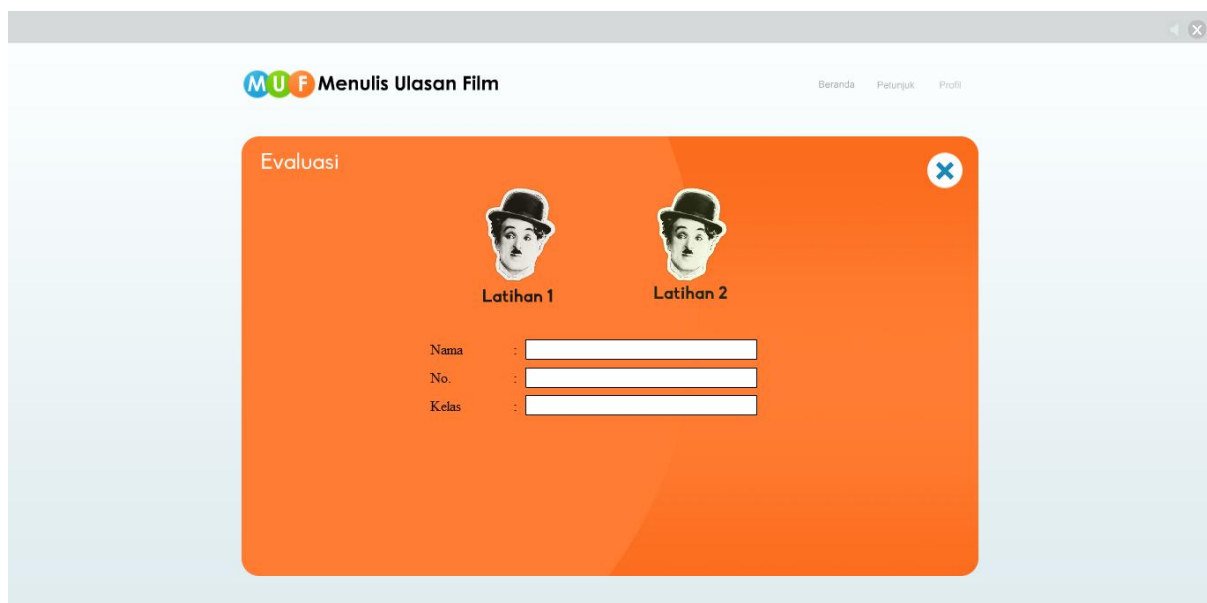 MUF Menulis Ulasan Film
Beranda Petunjuk Profil
Evaluasi
Latihan 1 Latihan 2
Nama :
No. :
Kelas :